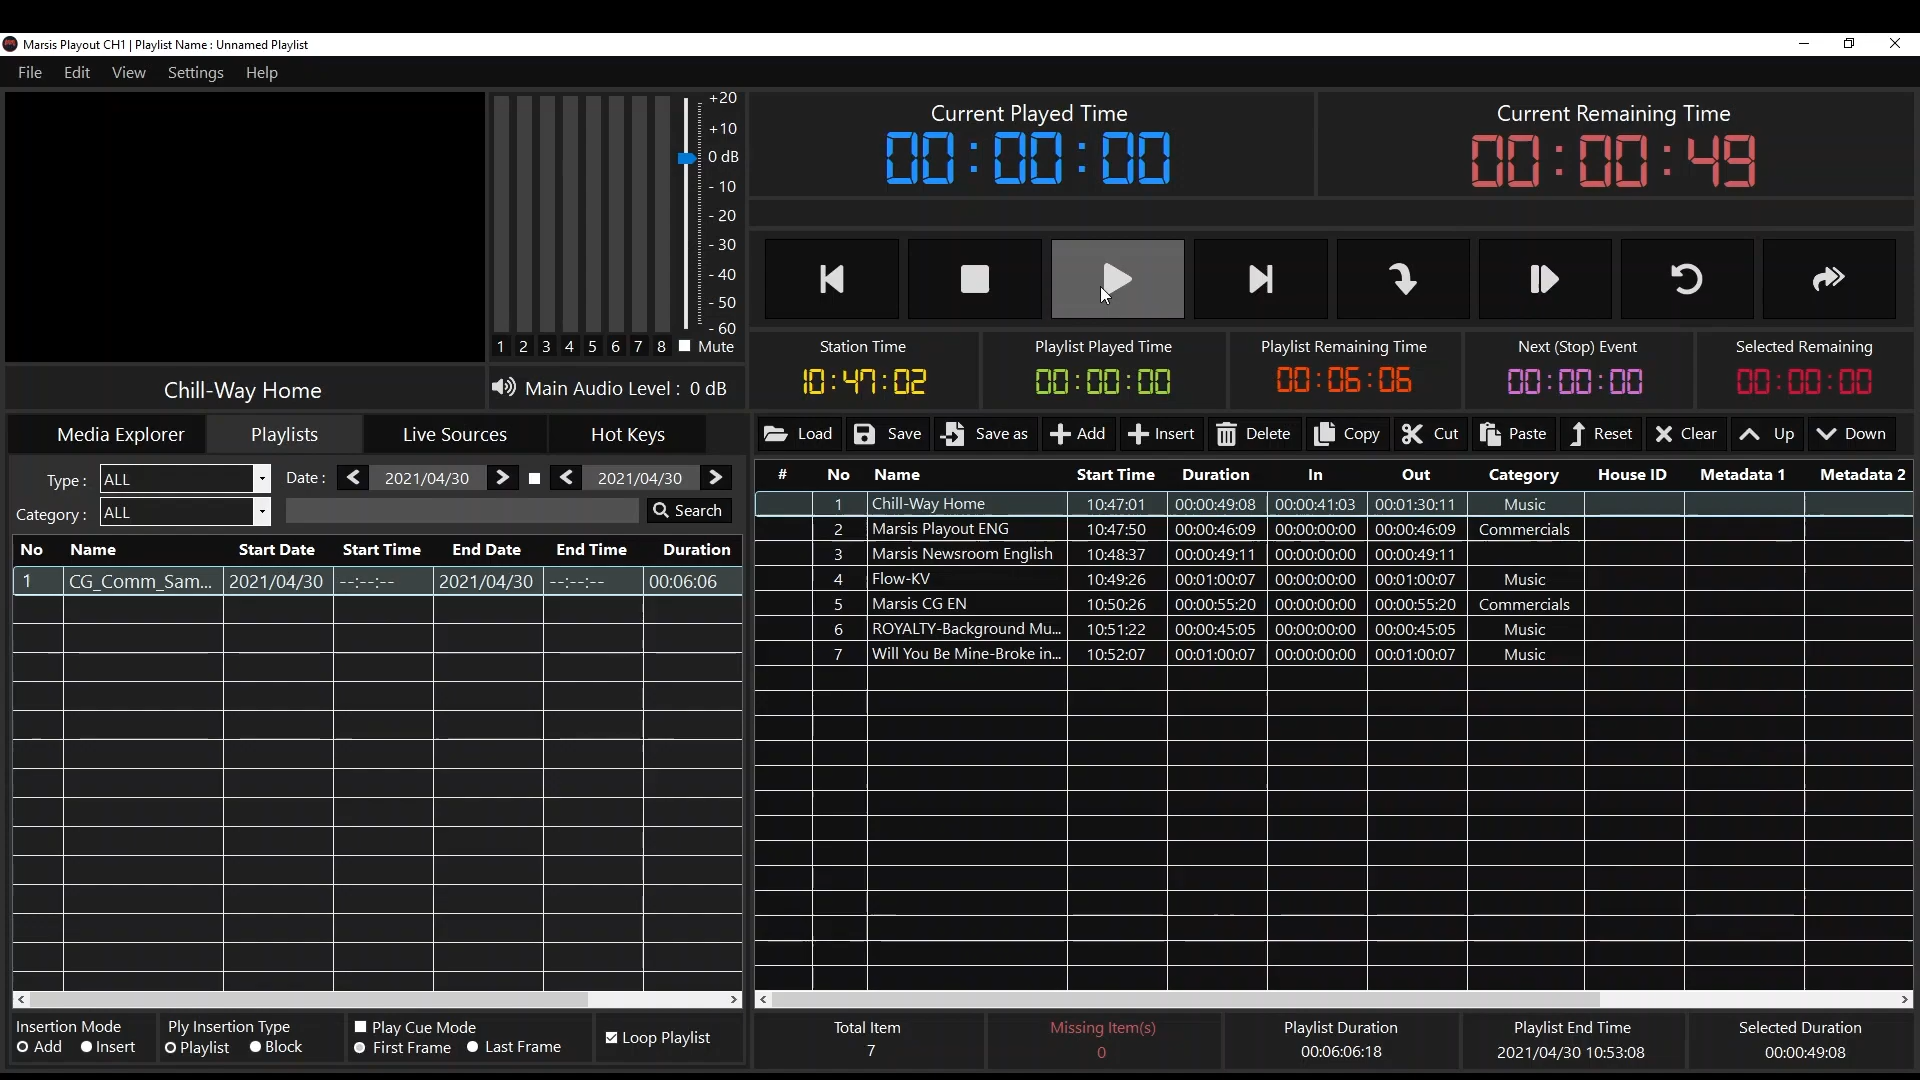 Marsis Playout CH1 | Playlist Name : Unnamed Playlist
File Edit View Settings Help
+20
+10
0 dB
- 10
- 20
- 30
- 40
- 50
- 60
1 2 3 4 5 6 7 8 Mute
Chill-Way Home
Main Audio Level : 0 dB
Current Played Time
00:00:00
Current Remaining Time
00:00:49
Station Time Playlist Played Time Playlist Remaining Time Next (Stop) Event Selected Remaining
10:47:02 00:00:00 00:06:06 00:00:00 00:00:00
Media Explorer Playlists Live Sources Hot Keys
Type : ALL Date : 2021/04/30 2021/04/30
Category : ALL Search
No Name Start Date Start Time End Date End Time Duration
1 CG_Comm_Sam... 2021/04/30 --:--:-- 2021/04/30 --:--:-- 00:06:06
Insertion Mode
Add Insert
Ply Insertion Type
Playlist Block
Play Cue Mode
First Frame Last Frame
Loop Playlist
Load Save Save as Add Insert Delete Copy Cut Paste Reset Clear Up Down
# No Name Start Time Duration In Out Category House ID Metadata 1 Metadata 2
1 Chill-Way Home 10:47:01 00:00:49:08 00:00:41:03 00:01:30:11 Music
2 Marsis Playout ENG 10:47:50 00:00:46:09 00:00:00:00 00:00:46:09 Commercials
3 Marsis Newsroom English 10:48:37 00:00:49:11 00:00:00:00 00:00:49:11
4 Flow-KV 10:49:26 00:01:00:07 00:00:00:00 00:01:00:07 Music
5 Marsis CG EN 10:50:26 00:00:55:20 00:00:00:00 00:00:55:20 Commercials
6 ROYALTY-Background Mu... 10:51:22 00:00:45:05 00:00:00:00 00:00:45:05 Music
7 Will You Be Mine-Broke in... 10:52:07 00:01:00:07 00:00:00:00 00:01:00:07 Music
Total Item Missing Item(s) Playlist Duration Playlist End Time Selected Duration
7 0 00:06:06:18 2021/04/30 10:53:08 00:00:49:08